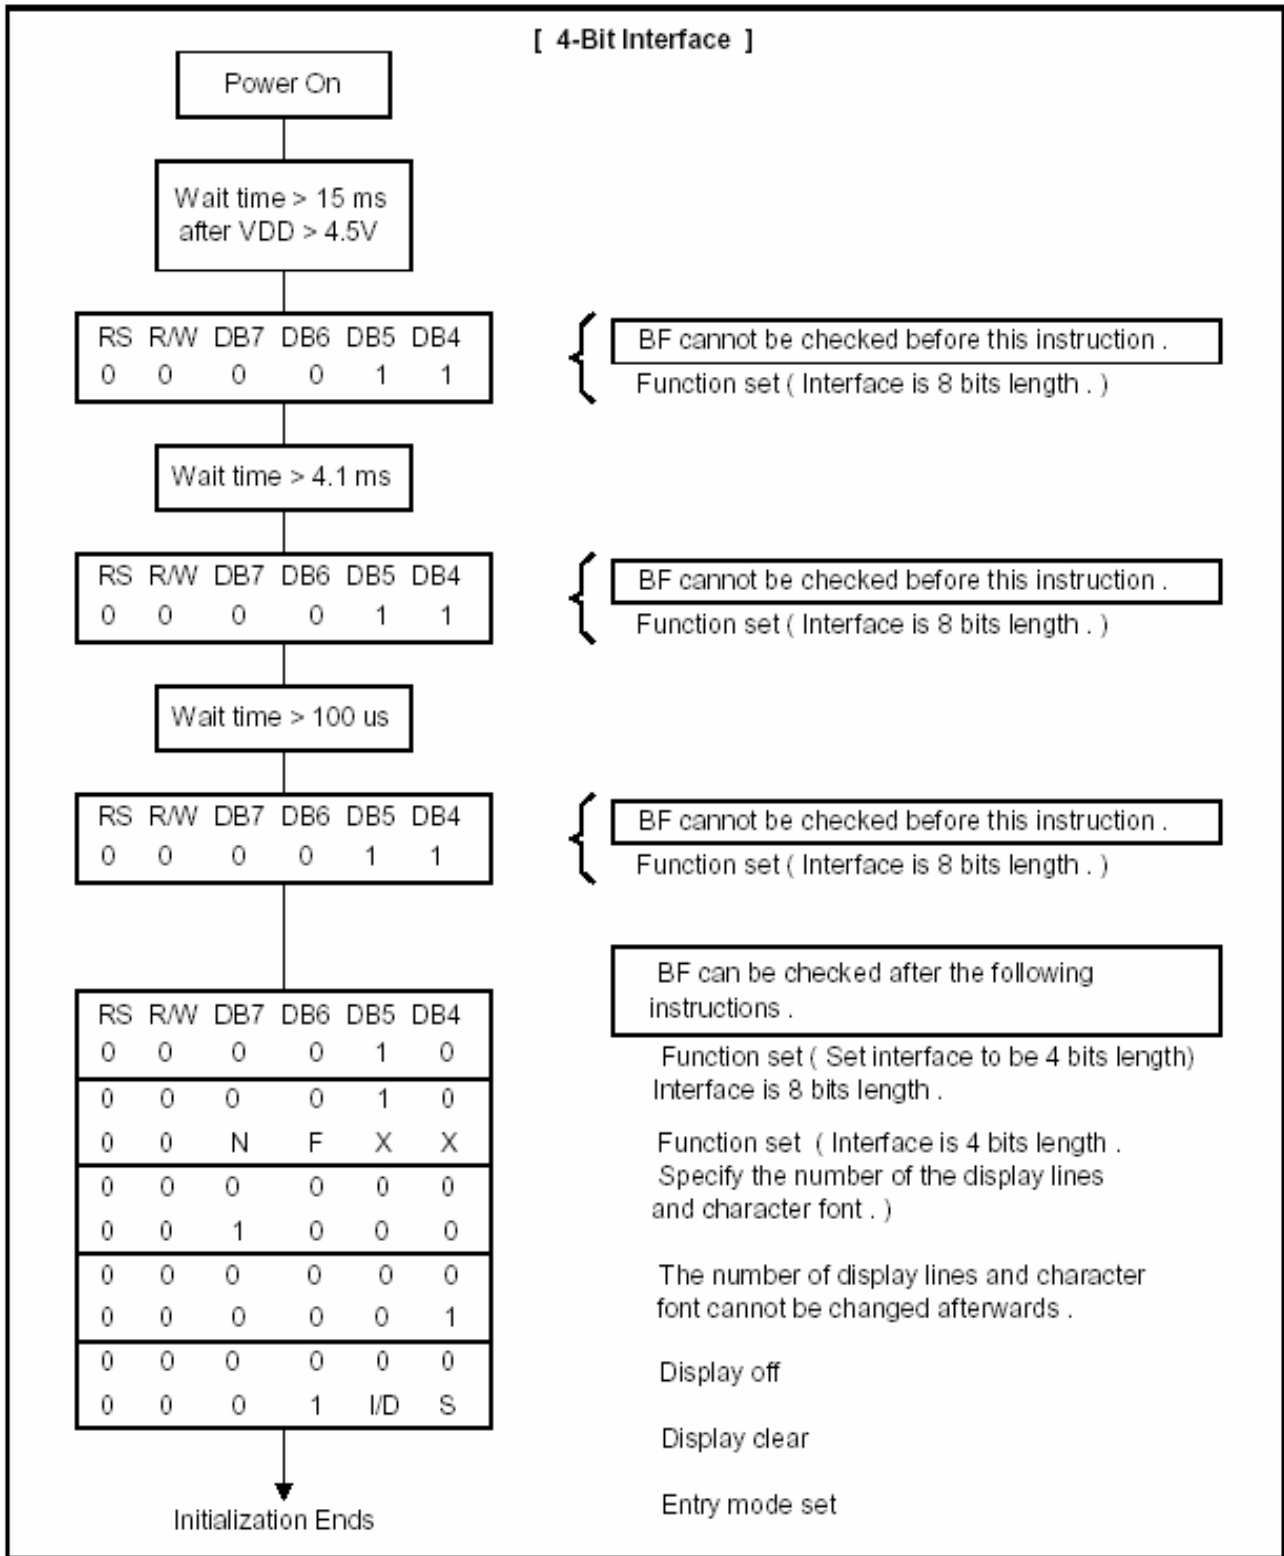 [ 4-Bit Interface ]
Power On
Wait time > 15 ms
after VDD > 4.5V
RS R/W DB7 DB6 DB5 DB4
0 0 0 0 1 1
BF cannot be checked before this instruction .
Function set ( Interface is 8 bits length . )
Wait time > 4.1 ms
RS R/W DB7 DB6 DB5 DB4
0 0 0 0 1 1
BF cannot be checked before this instruction .
Function set ( Interface is 8 bits length . )
Wait time > 100 us
RS R/W DB7 DB6 DB5 DB4
0 0 0 0 1 1
BF cannot be checked before this instruction .
Function set ( Interface is 8 bits length . )
RS R/W DB7 DB6 DB5 DB4
0 0 0 0 1 0
0 0 0 0 1 0
0 0 N F X X
0 0 0 0 0 0
0 0 1 0 0 0
0 0 0 0 0 0
0 0 0 0 0 1
0 0 0 0 0 0
0 0 0 1 I/D S
BF can be checked after the following
instructions .
Function set ( Set interface to be 4 bits length)
Interface is 8 bits length .
Function set ( Interface is 4 bits length .
Specify the number of the display lines
and character font . )
The number of display lines and character
font cannot be changed afterwards .
Display off
Display clear
Entry mode set
Initialization Ends